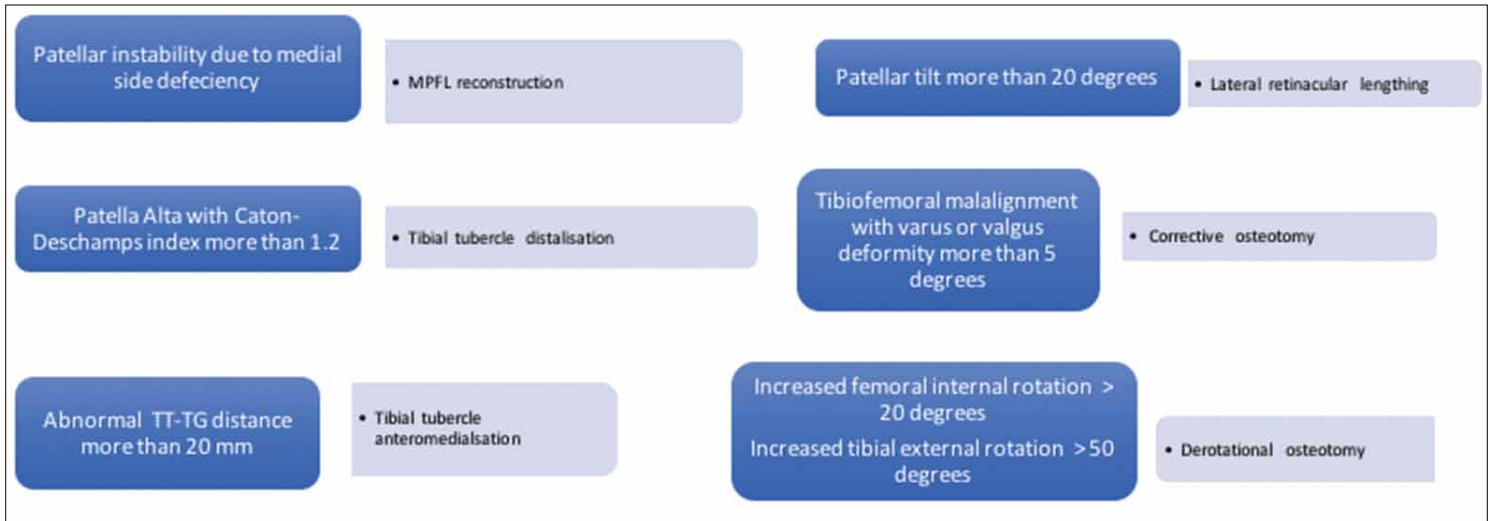 Patellar instability due to medial
side defeciency
• MPFL reconstruction
Patellar tilt more than 20 degrees
• Lateral retinacular lengthing
Patella Alta with Caton-
Deschamps index more than 1.2
• Tibial tubercle distalisation
Tibiofemoral malalignment
with varus or valgus
deformity more than 5
degrees
• Corrective osteotomy
Abnormal TT-TG distance
more than 20 mm
• Tibial tubercle
anteromedialsation
Increased femoral internal rotation >
20 degrees
Increased tibial external rotation >50
degrees
• Derotational osteotomy